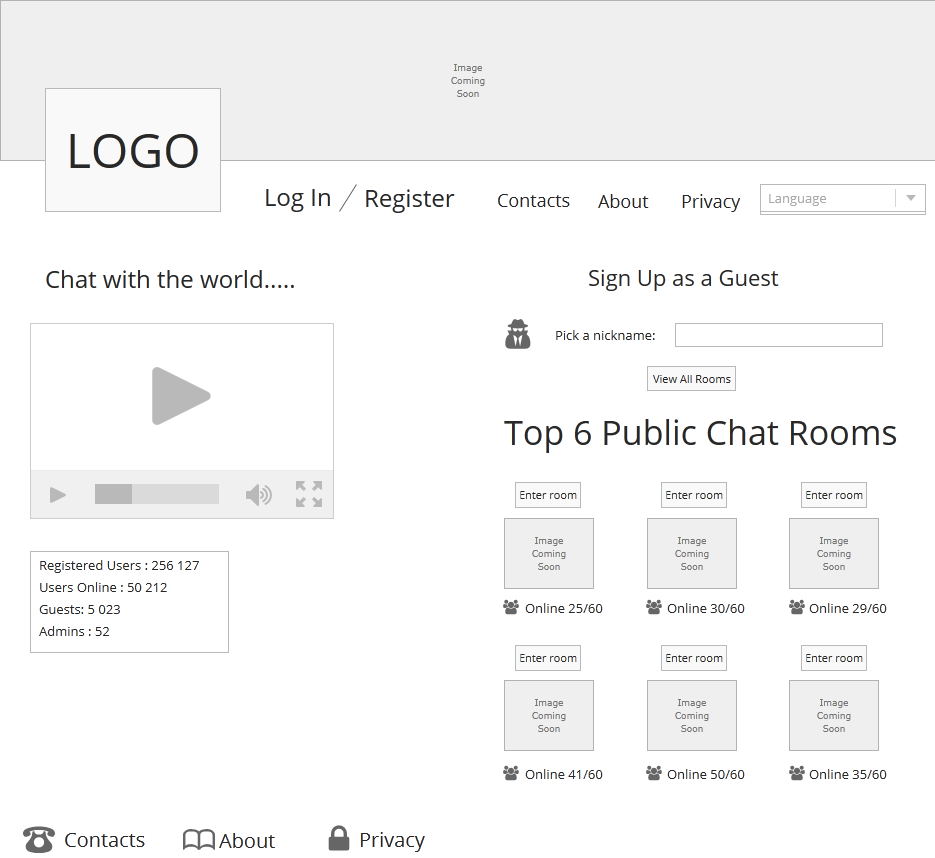 Image
Coming
Soon
LOGO
Log In / Register
Contacts
About
Privacy
Language
Chat with the world.....
Sign Up as a Guest
Pick a nickname:
View All Rooms
Top 6 Public Chat Rooms
Enter room
Enter room
Enter room
Image
Coming
Soon
Image
Coming
Soon
Image
Coming
Soon
Online 25/60
Online 30/60
Online 29/60
Registered Users : 256 127
Users Online : 50 212
Guests: 5 023
Admins : 52
Enter room
Enter room
Enter room
Image
Coming
Soon
Image
Coming
Soon
Image
Coming
Soon
Online 41/60
Online 50/60
Online 35/60
Contacts
About
Privacy